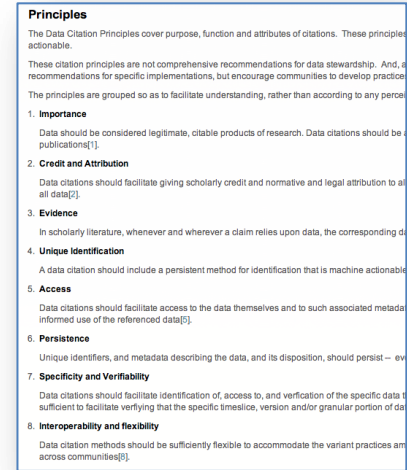 Principles
The Data Citation Principles cover purpose, function and attributes of citations. These principles
actionable.
These citation principles are not comprehensive recommendations for data stewardship. And, a
recommendations for specific implementations, but encourage communities to develop practice
The principles are grouped so as to facilitate understanding, rather than according to any percei
1. Importance
Data should be considered legitimate, citable products of research. Data citations should be a
publications[1].
2. Credit and Attribution
Data citations should facilitate giving scholarly credit and normative and legal attribution to al
all data[2].
3. Evidence
In scholarly literature, whenever and wherever a claim relies upon data, the corresponding da
4. Unique Identification
A data citation should include a persistent method for identification that is machine actionable
5. Access
Data citations should facilitate access to the data themselves and to such associated metadat
informed use of the referenced data[5].
6. Persistence
Unique identifiers, and metadata describing the data, and its disposition, should persist -- eve
7. Specificity and Verifiability
Data citations should facilitate identification of, access to, and verfication of the specific data t
sufficient to facilitate verfiying that the specific timeslice, version and/or granular portion of dat
8. Interoperability and flexibility
Data citation methods should be sufficiently flexible to accommodate the variant practices am
across communities[8].